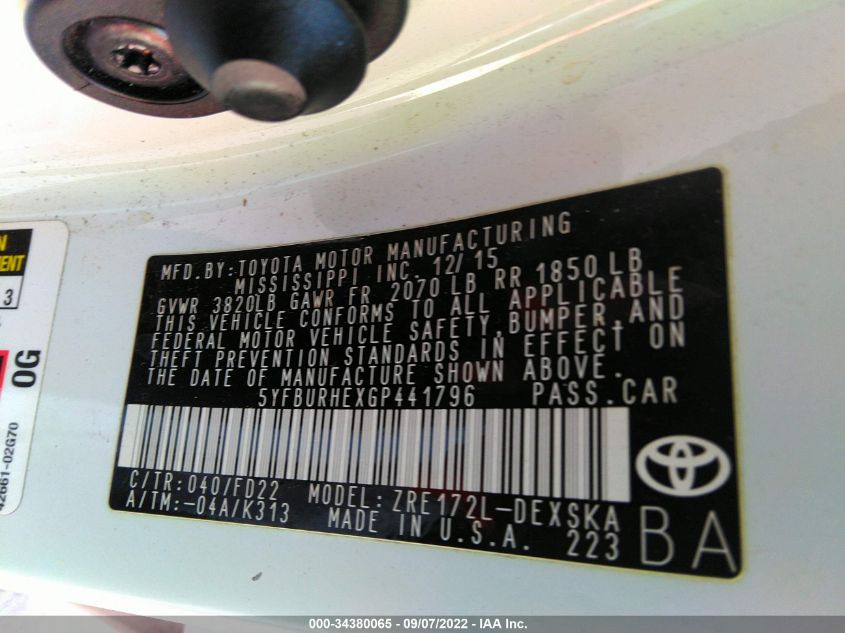 MFD. BY: TOYOTA MOTOR MANUFACTURING
MISSISSIPPI INC. 12/15
GVWR 3820LB GAWR FR 2070 LB RR 1850 LB
THIS VEHICLE CONFORMS TO ALL APPLICABLE
FEDERAL MOTOR VEHICLE SAFETY, BUMPER, AND
THEFT PREVENTION STANDARDS IN EFFECT ON
THE DATE OF MANUFACTURE SHOWN ABOVE.
5YFBURHEXGP441796 PASS. CAR
C/TR: 040/FD22 MODEL: ZRE172L-DEXSKA
A/TM: -04A/K313 MADE IN U.S.A. 223
BA
3
OG
42661-02G70
000-34380065 - 09/07/2022 - IAA Inc.